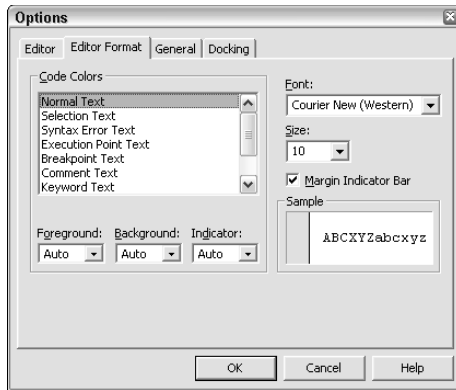 Options
Editor
Editor Format
General
Docking
Code Colors
Normal Text
Selection Text
Syntax Error Text
Execution Point Text
Breakpoint Text
Comment Text
Keyword Text
Foreground: Background: Indicator:
Auto Auto Auto
Font:
Courier New (Western)
Size:
10
Margin Indicator Bar
Sample
ABCXYZabcxyz
OK Cancel Help